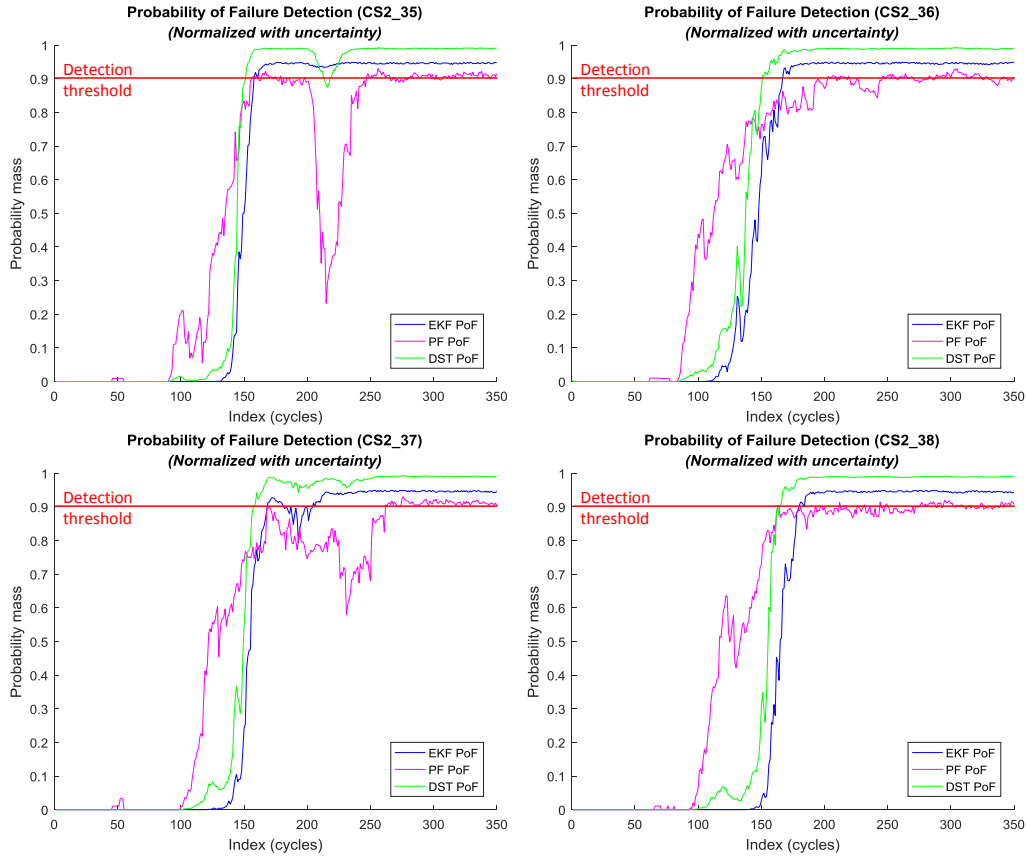 Probability of Failure Detection (CS2_35)
(Normalized with uncertainty)
1
0.9
0.8
0.7
0.6
0.5
0.4
0.3
0.2
0.1
0
Probability mass
Detection
threshold
EKF PoF
PF PoF
DST PoF
0 50 100 150 200 250 300 350
Index (cycles)
Probability of Failure Detection (CS2_36)
(Normalized with uncertainty)
1
0.9
0.8
0.7
0.6
0.5
0.4
0.3
0.2
0.1
0
Probability mass
Detection
threshold
EKF PoF
PF PoF
DST PoF
0 50 100 150 200 250 300 350
Index (cycles)
Probability of Failure Detection (CS2_37)
(Normalized with uncertainty)
1
0.9
0.8
0.7
0.6
0.5
0.4
0.3
0.2
0.1
0
Probability mass
Detection
threshold
EKF PoF
PF PoF
DST PoF
0 50 100 150 200 250 300 350
Index (cycles)
Probability of Failure Detection (CS2_38)
(Normalized with uncertainty)
1
0.9
0.8
0.7
0.6
0.5
0.4
0.3
0.2
0.1
0
Probability mass
Detection
threshold
EKF PoF
PF PoF
DST PoF
0 50 100 150 200 250 300 350
Index (cycles)